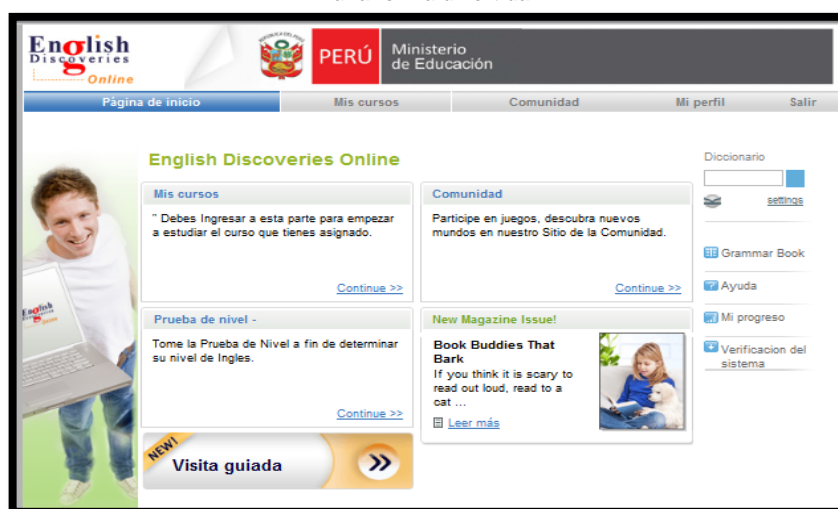 English
Discoveries
Online
PERÚ
Ministerio
de Educación
Página de inicio
Mis cursos
Comunidad
Mi perfil
Salir
English Discoveries Online
Mis cursos
" Debes Ingresar a esta parte para empezar
a estudiar el curso que tienes asignado.
Continue >>
Comunidad
Participe en juegos, descubra nuevos
mundos en nuestro Sitio de la Comunidad.
Continue >>
Prueba de nivel -
Tome la Prueba de Nivel a fin de determinar
su nivel de Ingles.
Continue >>
New Magazine Issue!
Book Buddies That
Bark
If you think it is scary to
read out loud, read to a
cat ...
Leer más
NEW!
Visita guiada
Diccionario
settings
Grammar Book
Ayuda
Mi progreso
Verificacion del
sistema
English